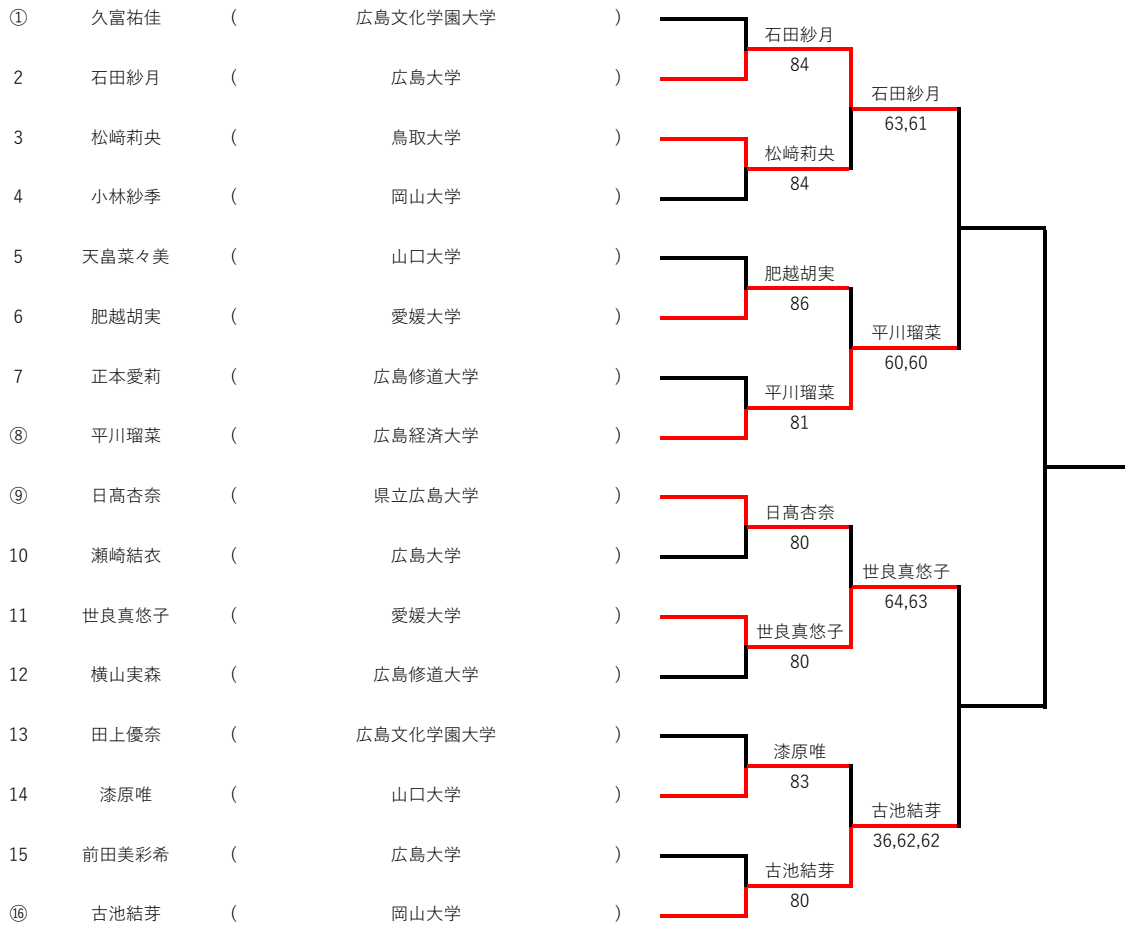 ① 久富祐佳 ( 広島文化学園大学 )
石田紗月
84
2 石田紗月 ( 広島大学 )
石田紗月
63,61
3 松﨑莉央 ( 鳥取大学 )
松﨑莉央
84
4 小林紗季 ( 岡山大学 )
5 天畠菜々美 ( 山口大学 )
肥越胡実
86
6 肥越胡実 ( 愛媛大学 )
平川瑠菜
60,60
7 正本愛莉 ( 広島修道大学 )
平川瑠菜
81
⑧ 平川瑠菜 ( 広島経済大学 )
⑨ 日髙杏奈 ( 県立広島大学 )
日髙杏奈
80
10 瀬崎結衣 ( 広島大学 )
世良真悠子
64,63
11 世良真悠子 ( 愛媛大学 )
世良真悠子
80
12 横山実森 ( 広島修道大学 )
13 田上優奈 ( 広島文化学園大学 )
漆原唯
83
14 漆原唯 ( 山口大学 )
古池結芽
36,62,62
15 前田美彩希 ( 広島大学 )
古池結芽
80
⑯ 古池結芽 ( 岡山大学 )